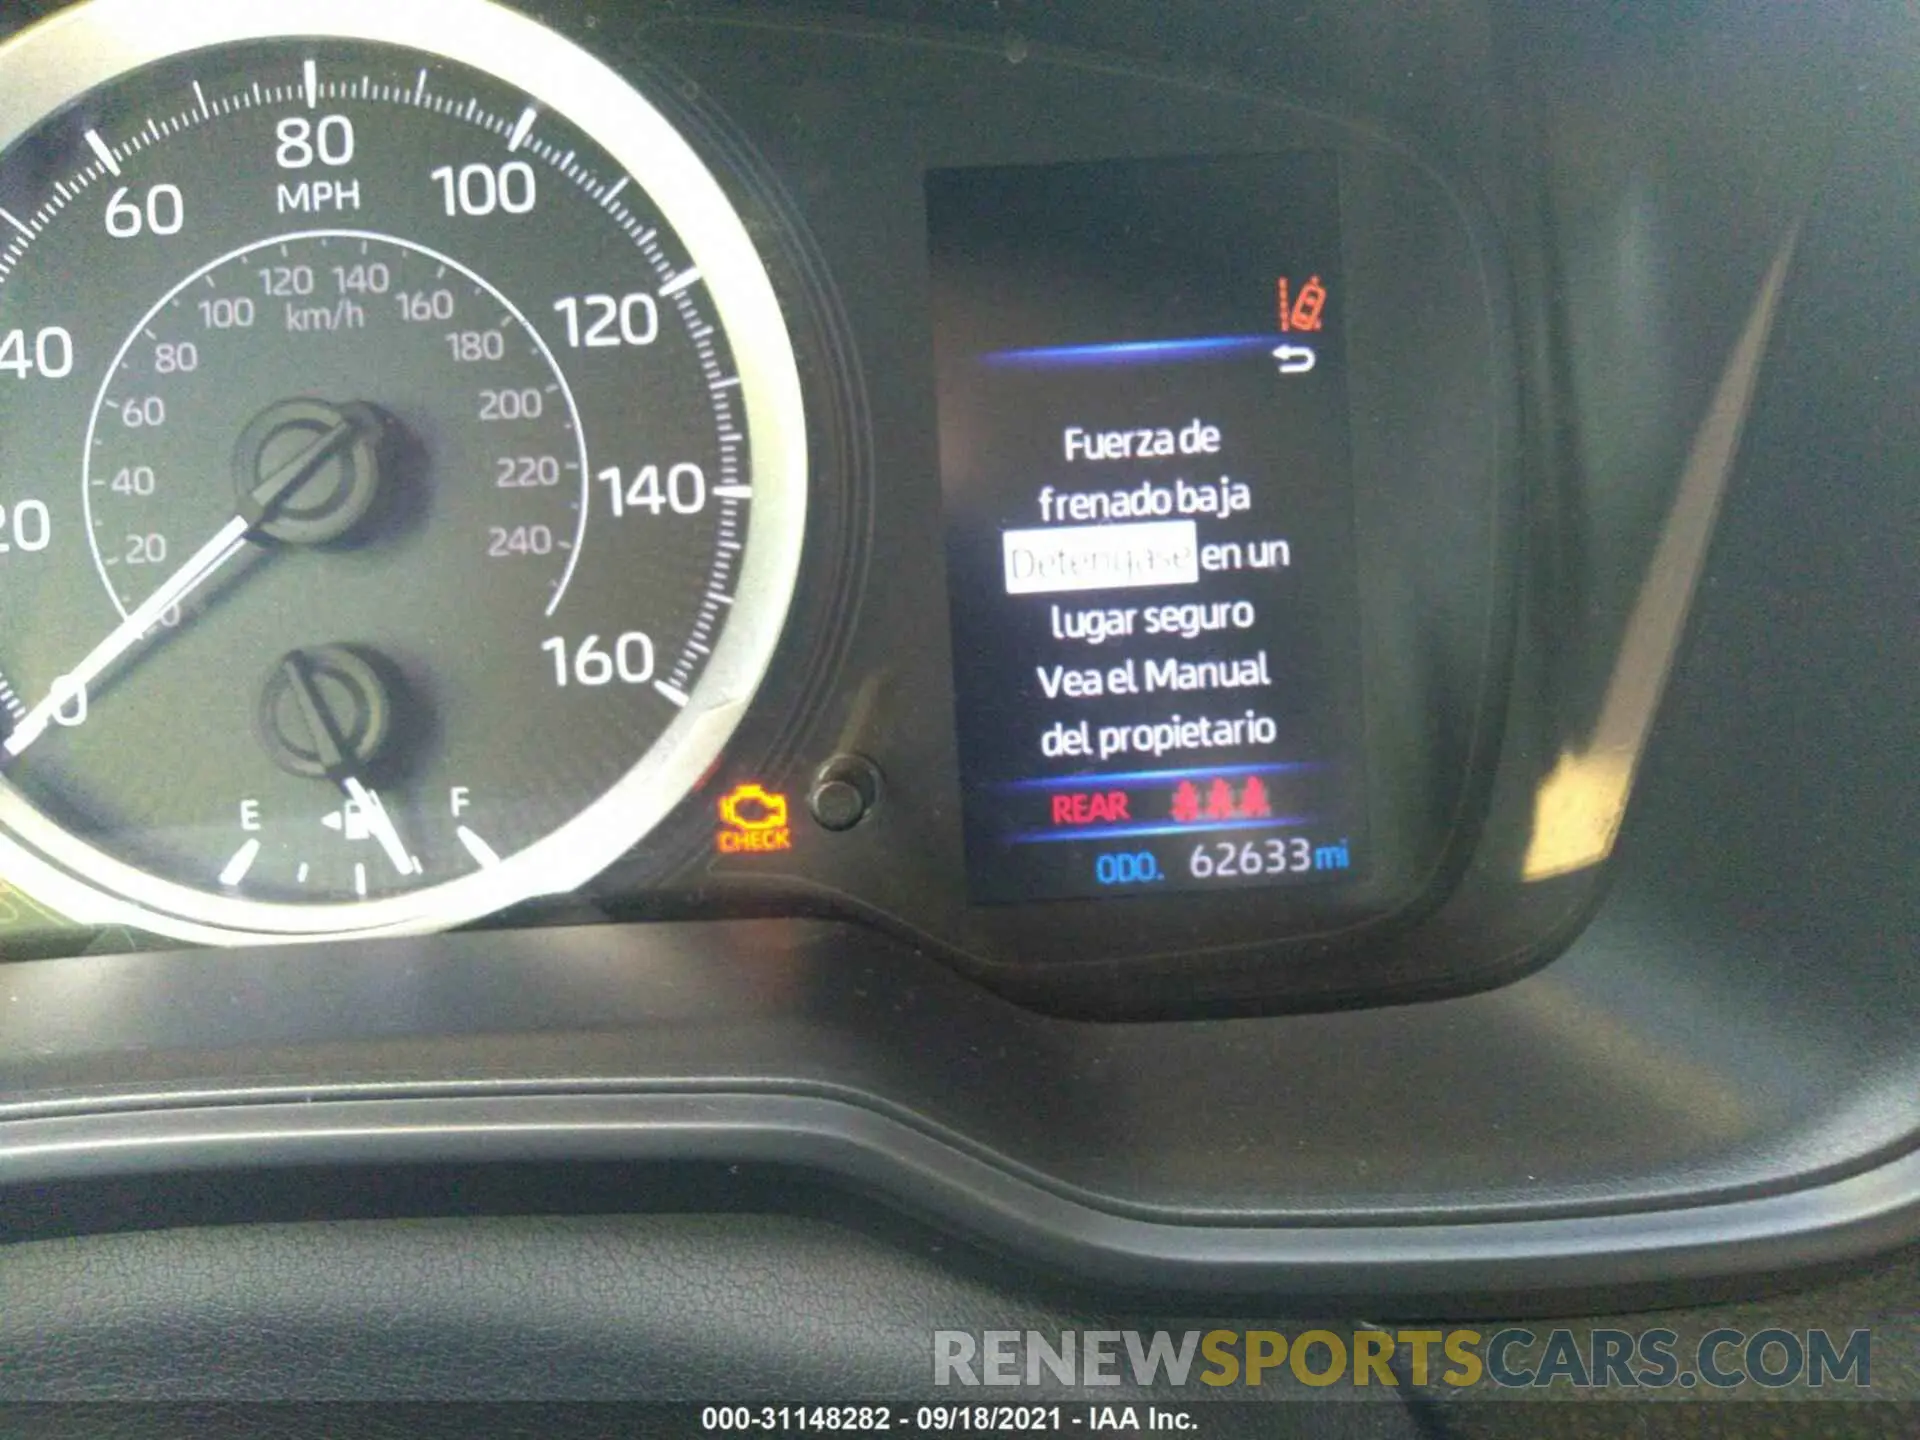 80
MPH
60
100
120 140
100
km/h
160
40
80
180
120
60
200
20
40
220
140
20
240
0
160
0
E
F
CHECK
Fuerza de
frenado baja
Deténgase en un
lugar seguro
Vea el Manual
del propietario
REAR
ODO. 62633 mi
RENEWSPORTSCARS.COM
000-31148282 - 09/18/2021 - IAA Inc.